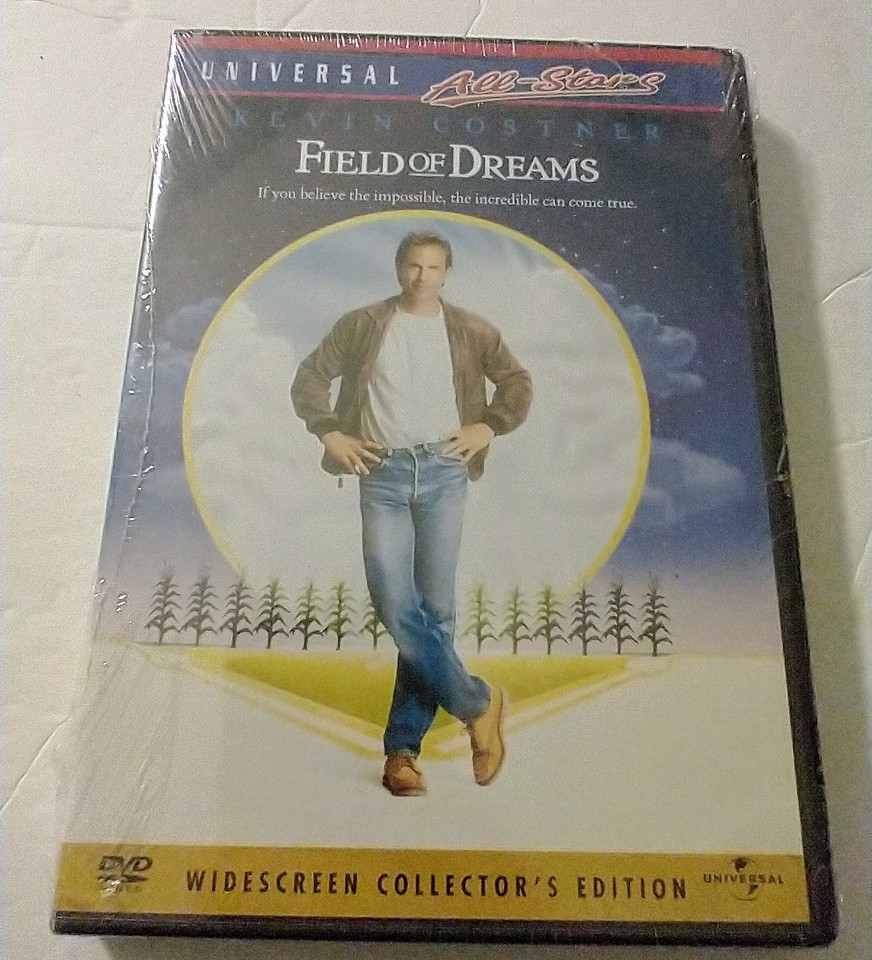 UNIVERSAL All-Stars
KEVIN COSTNER
FIELD OF DREAMS
If you believe the impossible, the incredible can come true.
DVD
WIDESCREEN COLLECTOR'S EDITION
UNIVERSAL